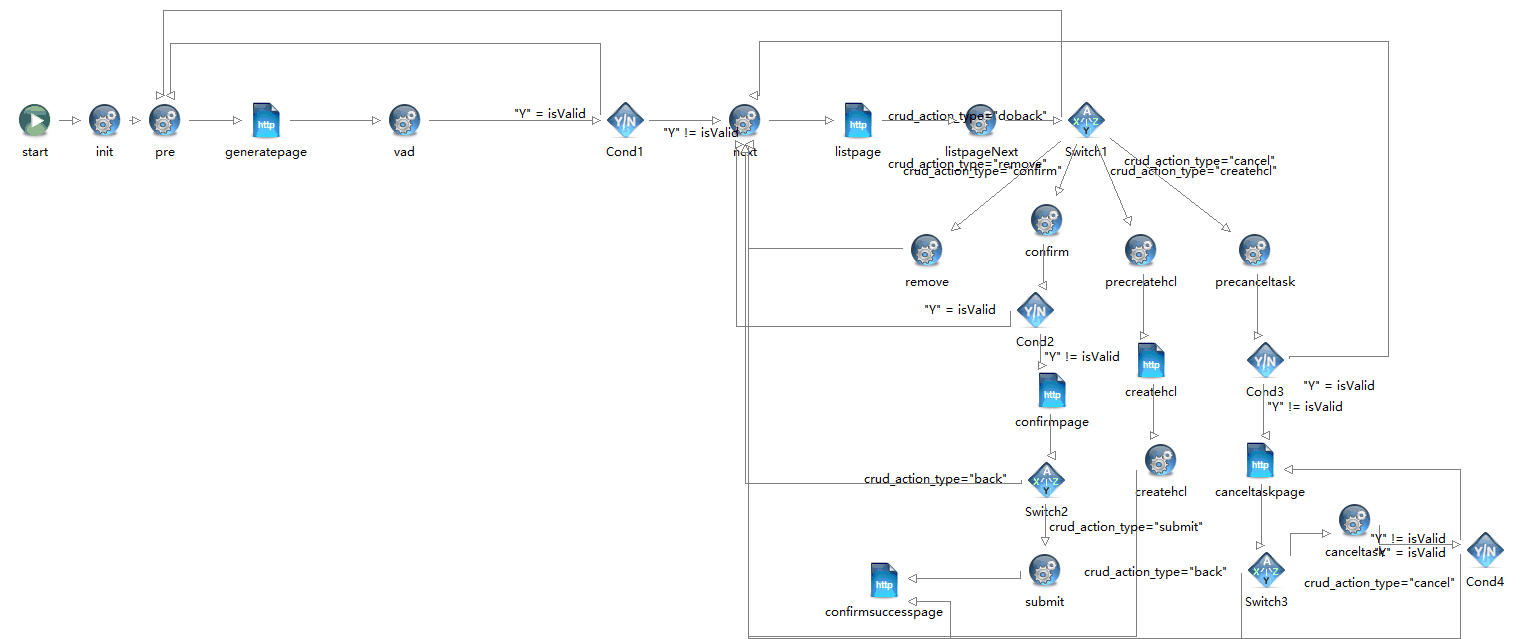 "Y" = isValid
"Y" != isValid
crud_action_type="doback"
start
init
pre
generatepage
vad
Cond1
next
listpage
listpageNext
Switch1
crud_action_type="remove"
crud_action_type="confirm"
crud_action_type="cancel"
crud_action_type="createhcl"
remove
confirm
precreatehcl
precanceltask
"Y" = isValid
Cond2
"Y" != isValid
confirmpage
createhcl
Cond3
"Y" = isValid
"Y" != isValid
crud_action_type="back"
Switch2
createhcl
canceltaskpage
crud_action_type="submit"
canceltask
"Y" != isValid
"Y" = isValid
crud_action_type="back"
crud_action_type="cancel"
Cond4
confirmsuccesspage
submit
Switch3
http
http
http
http
http
http
Y/N
Y/N
Y/N
Y/N
A
X Z
Y
A
X Z
Y
A
X Z
Y